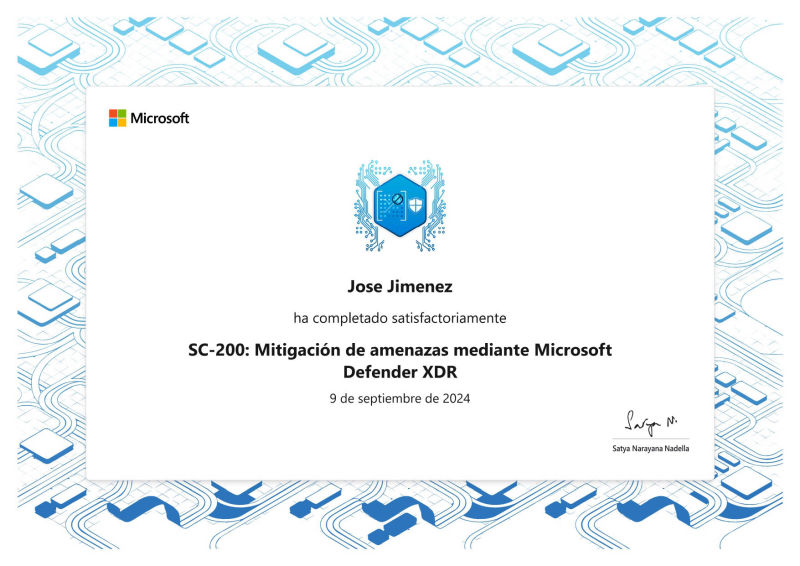 Microsoft
Jose Jimenez
ha completado satisfactoriamente
SC-200: Mitigación de amenazas mediante Microsoft
Defender XDR
9 de septiembre de 2024
Satya N.
Satya Narayana Nadella